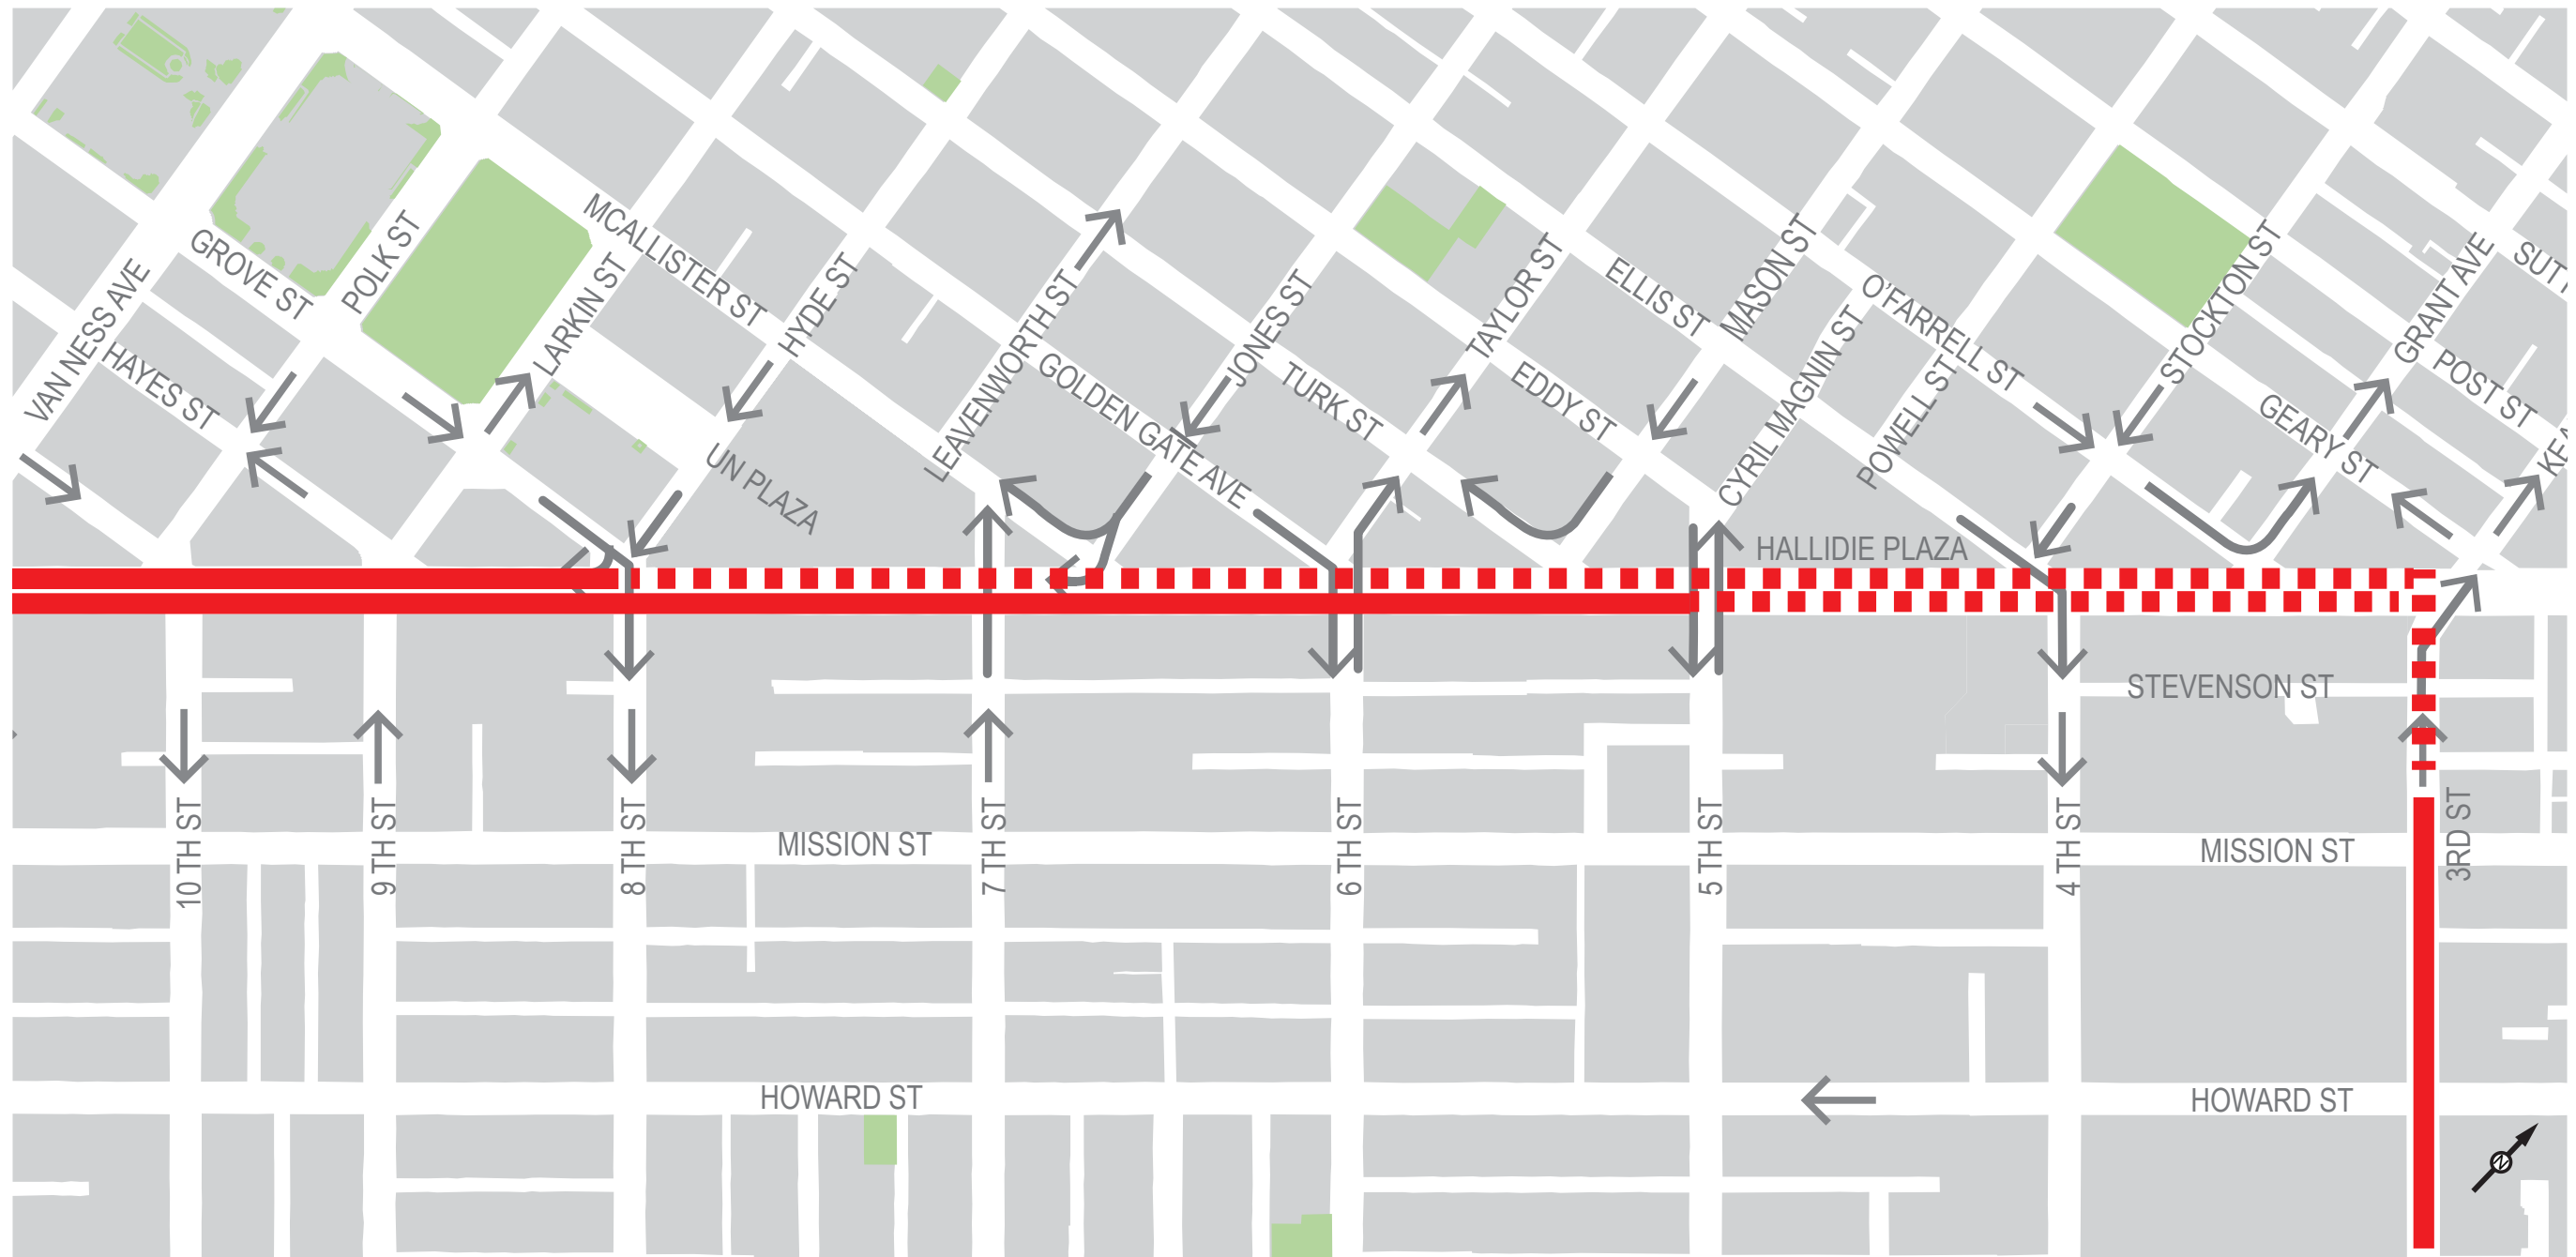 VAN NESS AVE
HAYES ST
GROVE ST
POLK ST
MCALLISTER ST
LARKIN ST
HYDE ST
UN PLAZA
LEAVENWORTH ST
GOLDEN GATE AVE
JONES ST
TURK ST
TAYLOR ST
EDDY ST
ELLIS ST
MASON ST
CYRIL MAGNIN ST
O'FARRELL ST
POWELL ST
STOCKTON ST
GEARY ST
GRANT AVE
POST ST
SUTT
KE
HALLIDIE PLAZA
STEVENSON ST
10 TH ST
9 TH ST
8 TH ST
MISSION ST
7 TH ST
6 TH ST
5 TH ST
4 TH ST
MISSION ST
3RD ST
HOWARD ST
HOWARD ST
N